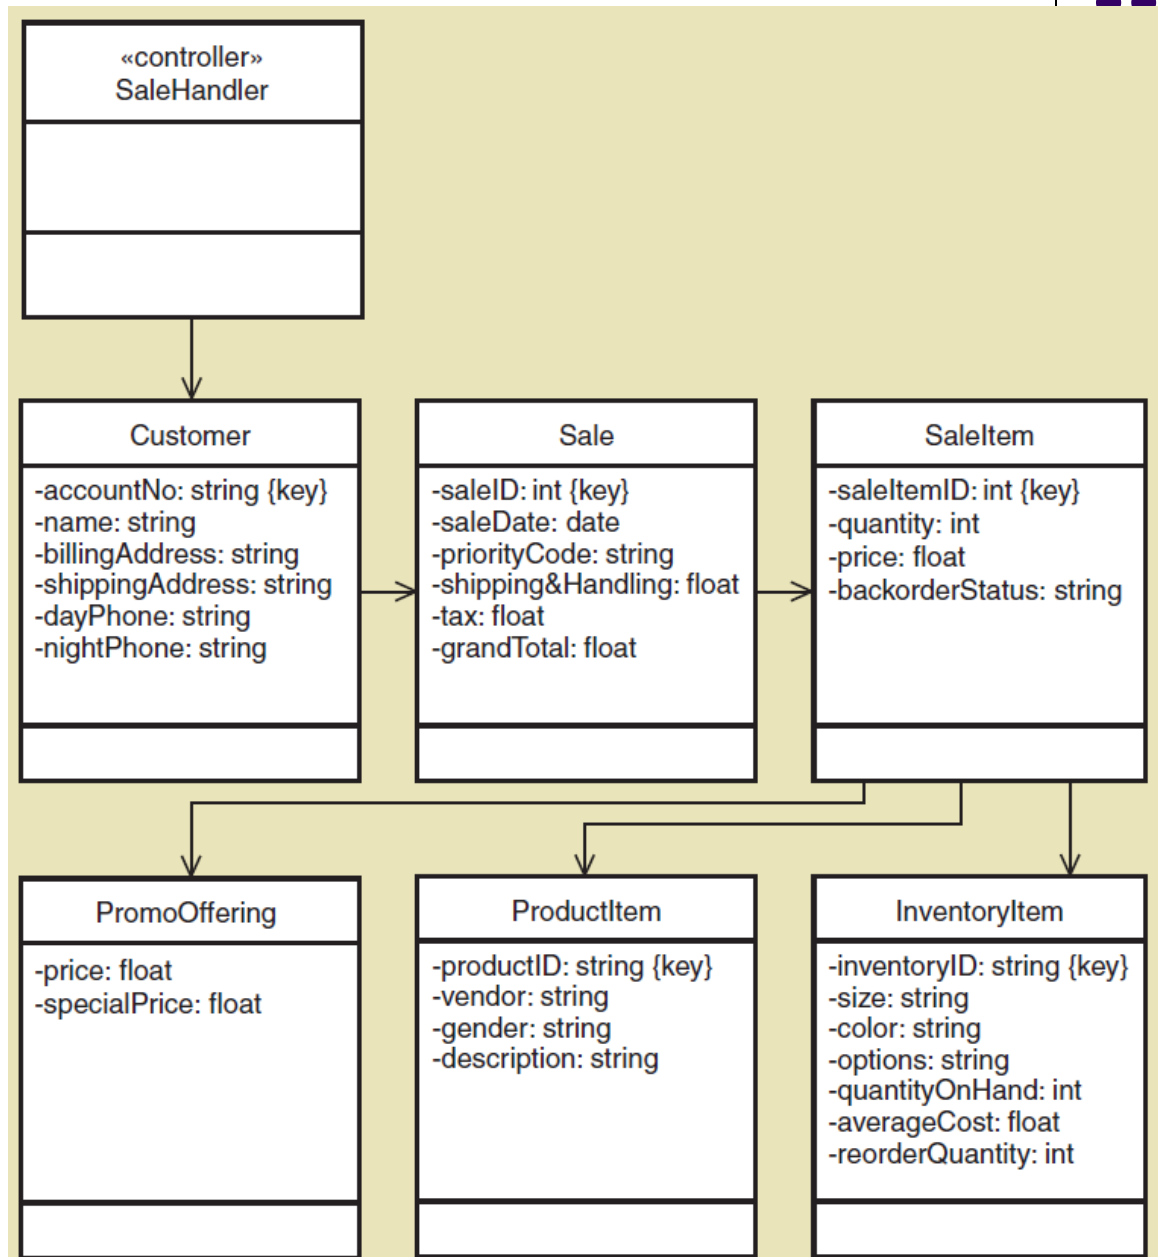 «controller»
SaleHandler
Customer
-accountNo: string {key}
-name: string
-billingAddress: string
-shippingAddress: string
-dayPhone: string
-nightPhone: string
Sale
-saleID: int {key}
-saleDate: date
-priorityCode: string
-shipping&Handling: float
-tax: float
-grandTotal: float
SaleItem
-saleItemID: int {key}
-quantity: int
-price: float
-backorderStatus: string
PromoOffering
-price: float
-specialPrice: float
ProductItem
-productID: string {key}
-vendor: string
-gender: string
-description: string
InventoryItem
-inventoryID: string {key}
-size: string
-color: string
-options: string
-quantityOnHand: int
-averageCost: float
-reorderQuantity: int